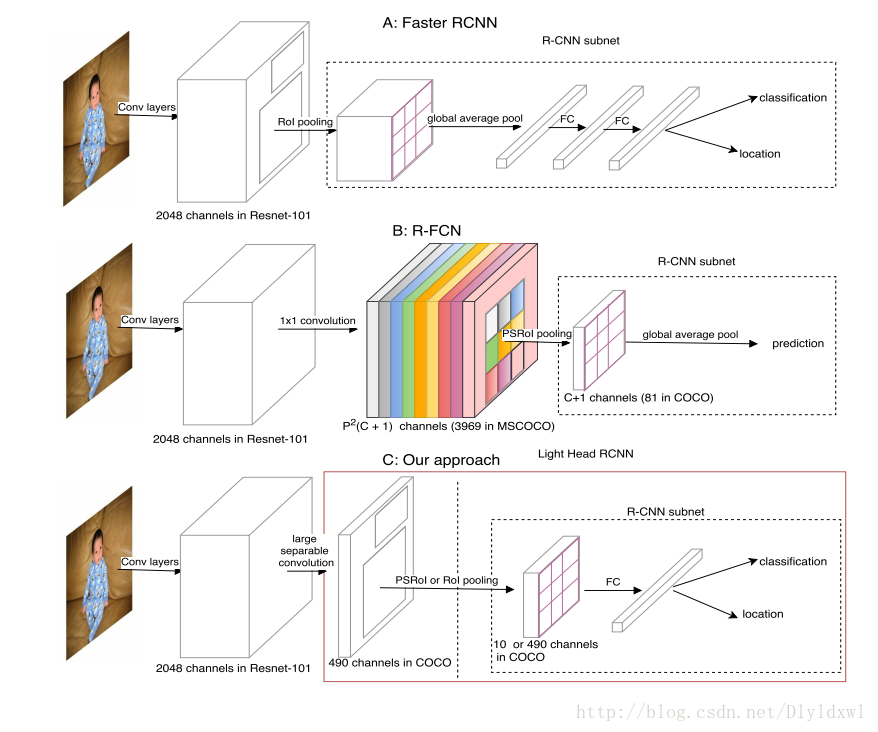 A: Faster RCNN
R-CNN subnet
Conv layers
RoI pooling
global average pool
FC
FC
classification
location
2048 channels in Resnet-101
B: R-FCN
R-CNN subnet
Conv layers
1x1 convolution
PSRoI pooling
global average pool
prediction
C+1 channels (81 in COCO)
P²(C + 1) channels (3969 in MSCOCO)
2048 channels in Resnet-101
C: Our approach
Light Head RCNN
R-CNN subnet
Conv layers
large
separable
convolution
PSRoI or RoI pooling
FC
classification
location
10 or 490 channels
in COCO
490 channels in COCO
2048 channels in Resnet-101
http://blog.csdn.net/Dlyldxwl